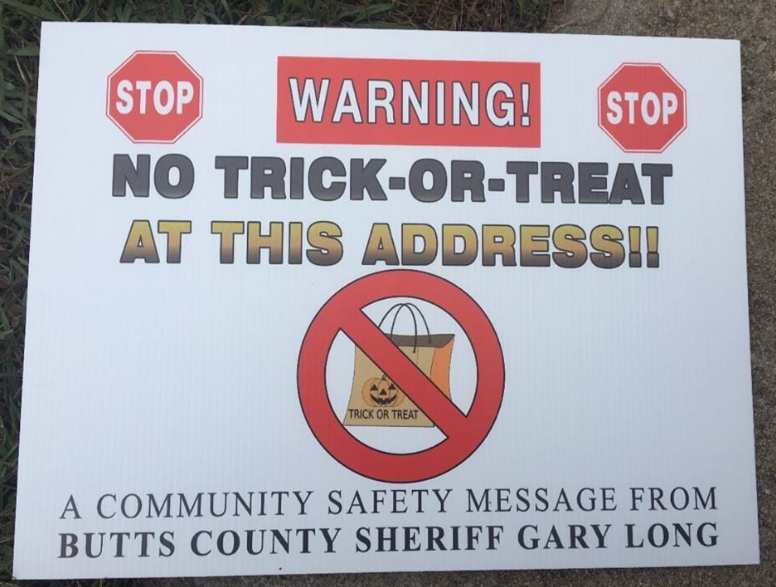 STOP WARNING! STOP
NO TRICK-OR-TREAT
AT THIS ADDRESS!!
TRICK OR TREAT
A COMMUNITY SAFETY MESSAGE FROM
BUTTS COUNTY SHERIFF GARY LONG